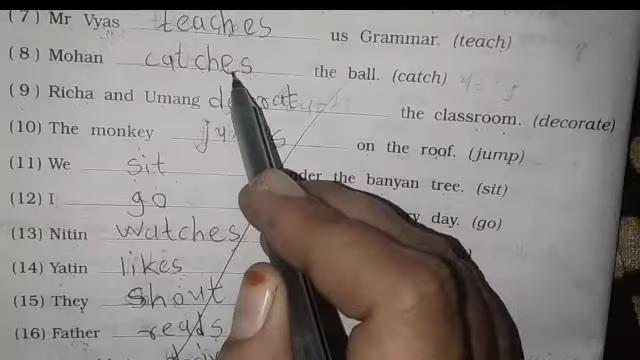 (7) Mr Vyas teaches us Grammar. (teach)
(8) Mohan catches the ball. (catch)
(9) Richa and Umang the classroom. (decorate)
(10) The monkey on the roof. (jump)
(11) We sit under the banyan tree. (sit)
(12) I go day. (go)
(13) Nitin watches
(14) Yatin likes
(15) They shout
(16) Father reads